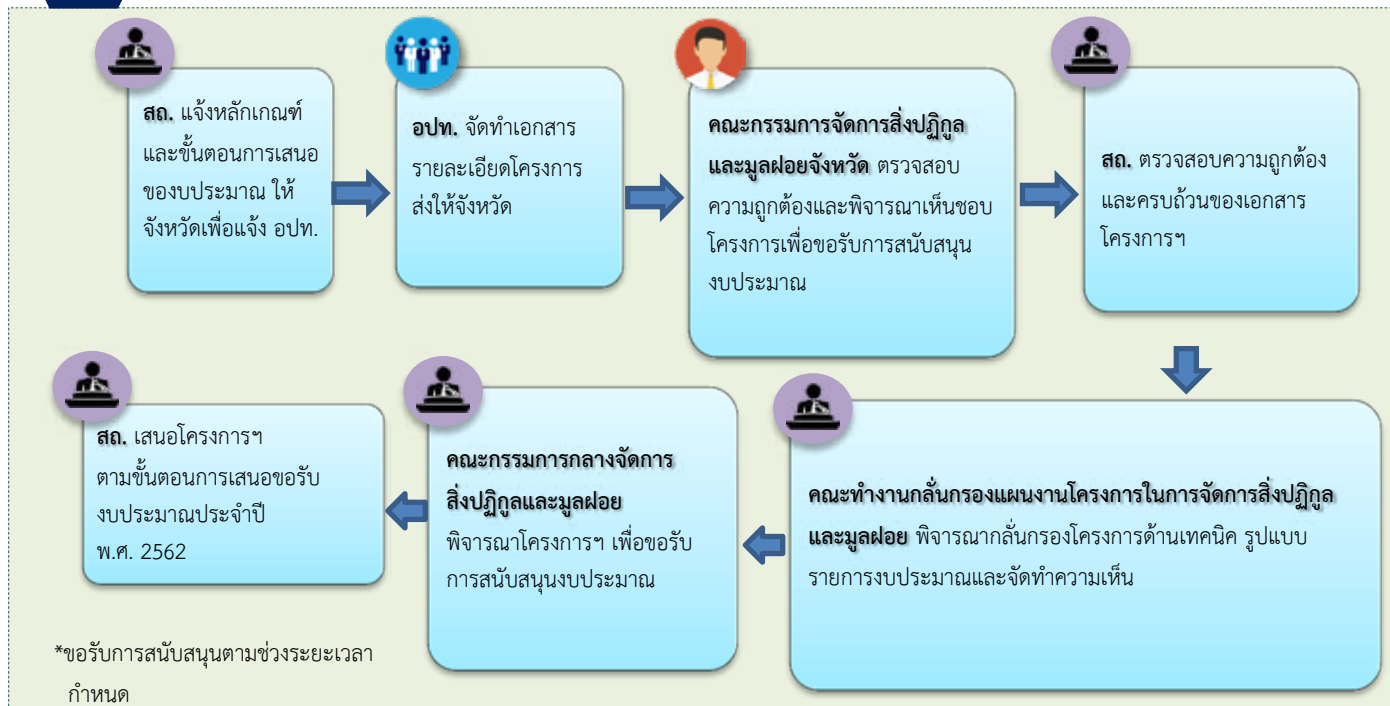 สถ. แจ้งหลักเกณฑ์
และขั้นตอนการเสนอ
ของบประมาณ ให้
จังหวัดเพื่อแจ้ง อปท.
อปท. จัดทำเอกสาร
รายละเอียดโครงการ
ส่งให้จังหวัด
คณะกรรมการจัดการสิ่งปฏิกูล
และมูลฝอยจังหวัด ตรวจสอบ
ความถูกต้องและพิจารณาเห็นชอบ
โครงการเพื่อขอรับการสนับสนุน
งบประมาณ
สถ. ตรวจสอบความถูกต้อง
และครบถ้วนของเอกสาร
โครงการฯ
คณะทำงานกลั่นกรองแผนงานโครงการในการจัดการสิ่งปฏิกูล
และมูลฝอย พิจารณากลั่นกรองโครงการด้านเทคนิค รูปแบบ
รายการงบประมาณและจัดทำความเห็น
คณะกรรมการกลางจัดการ
สิ่งปฏิกูลและมูลฝอย
พิจารณาโครงการฯ เพื่อขอรับ
การสนับสนุนงบประมาณ
สถ. เสนอโครงการฯ
ตามขั้นตอนการเสนอขอรับ
งบประมาณประจำปี
พ.ศ. 2562
*ขอรับการสนับสนุนตามช่วงระยะเวลา
กำหนด